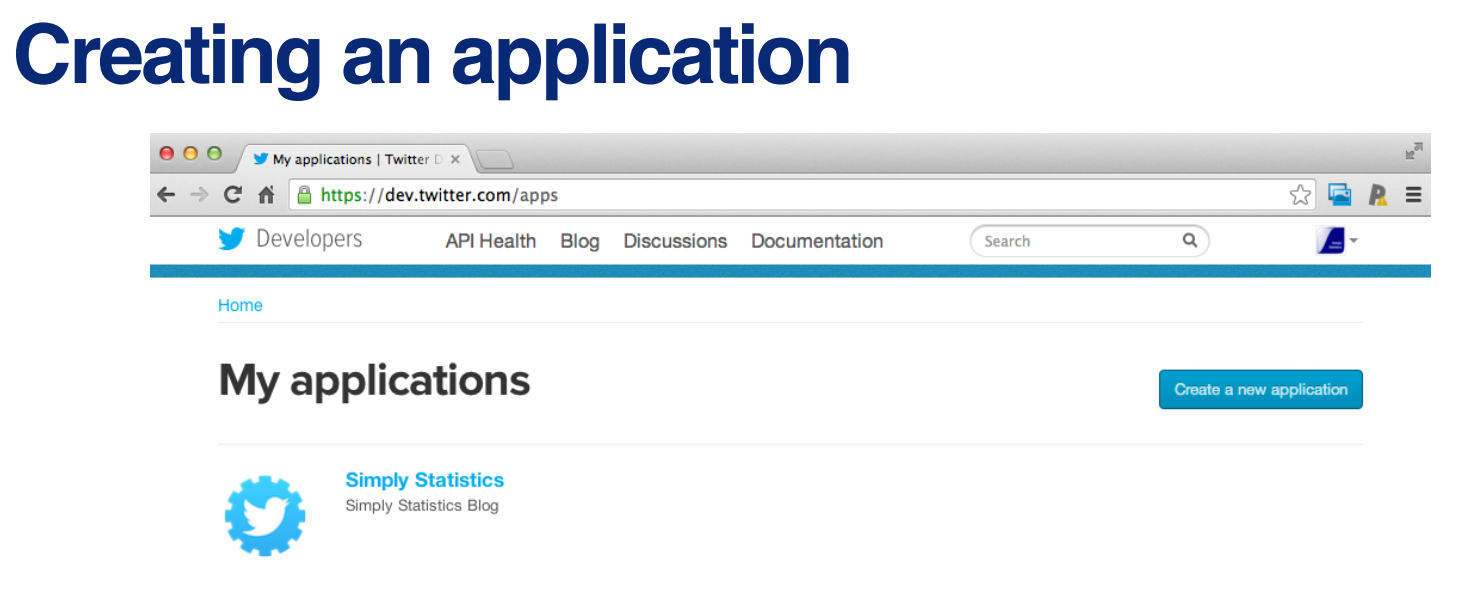 Creating an application
My applications | Twitter D
https://dev.twitter.com/apps
Developers API Health Blog Discussions Documentation Search
Home
My applications
Create a new application
Simply Statistics
Simply Statistics Blog